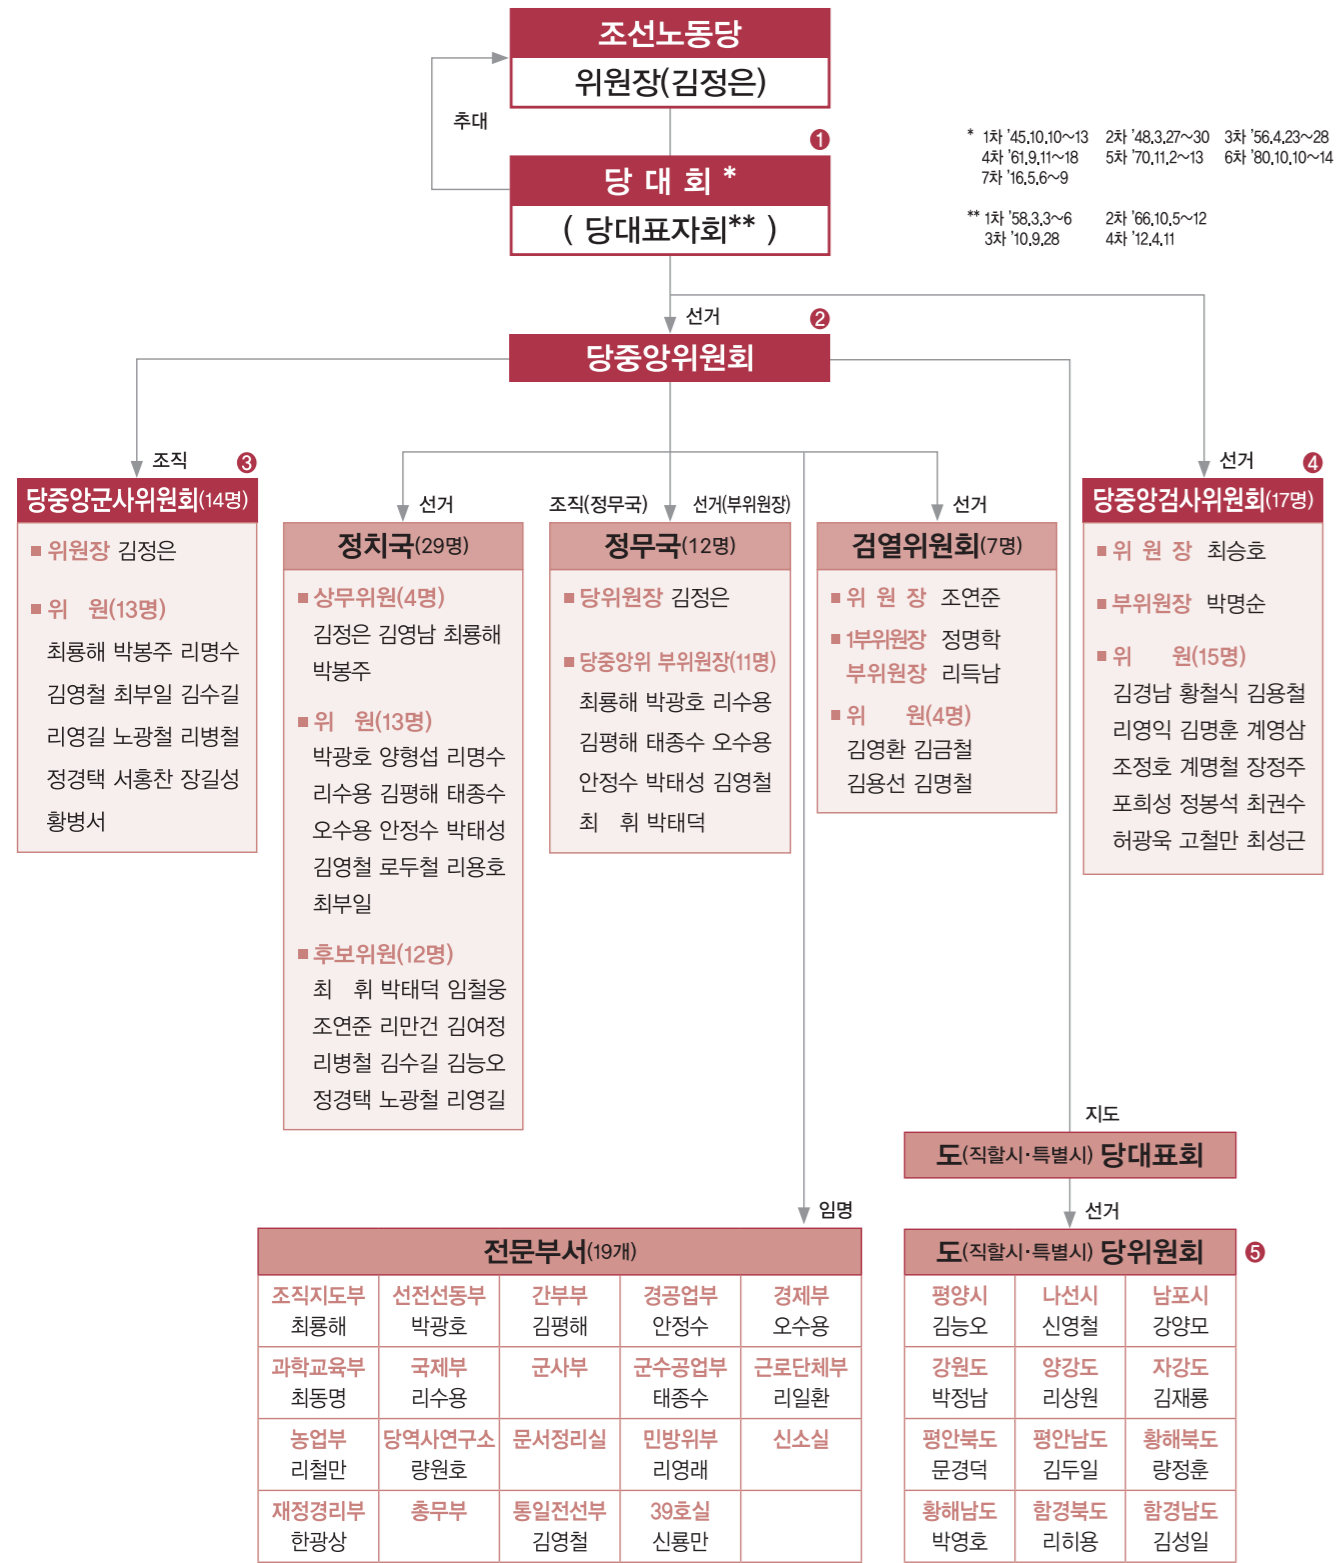 조선노동당
위원장(김정은)
추대
❶
당 대 회 *
( 당대표자회** )
* 1차 '45.10.10~13 2차 '48.3.27~30 3차 '56.4.23~28
4차 '61.9.11~18 5차 '70.11.2~13 6차 '80.10.10~14
7차 '16.5.6~9
** 1차 '58.3.3~6 2차 '66.10.5~12
3차 '10.9.28 4차 '12.4.11
선거
❷
당중앙위원회
조직
❸
당중앙군사위원회(14명)
■ 위원장 김정은
■ 위 원(13명)
최룡해 박봉주 리명수
김영철 최부일 김수길
리영길 노광철 리병철
정경택 서홍찬 장길성
황병서
선거
정치국(29명)
■ 상무위원(4명)
김정은 김영남 최룡해
박봉주
■ 위 원(13명)
박광호 양형섭 리명수
리수용 김평해 태종수
오수용 안정수 박태성
김영철 로두철 리용호
최부일
■ 후보위원(12명)
최 휘 박태덕 임철웅
조연준 리만건 김여정
리병철 김수길 김능오
정경택 노광철 리영길
조직(정무국) 선거(부위원장)
정무국(12명)
■ 당위원장 김정은
■ 당중앙위 부위원장(11명)
최룡해 박광호 리수용
김평해 태종수 오수용
안정수 박태성 김영철
최 휘 박태덕
선거
검열위원회(7명)
■ 위 원 장 조연준
■ 1부위원장 정명학
부위원장 리득남
■ 위 원(4명)
김영환 김금철
김용선 김명철
선거
❹
당중앙검사위원회(17명)
■ 위 원 장 최승호
■ 부위원장 박명순
■ 위 원(15명)
김경남 황철식 김용철
리영익 김명훈 계영삼
조정호 계명철 장정주
포희성 정봉석 최권수
허광욱 고철만 최성근
임명
전문부서(19개)
조직지도부 선전선동부 간부부 경공업부 경제부
최룡해 박광호 김평해 안정수 오수용
과학교육부 국제부 군사부 군수공업부 근로단체부
최동명 리수용 태종수 리일환
농업부 당역사연구소 문서정리실 민방위부 신소실
리철만 량원호 리영래
재정경리부 총무부 통일전선부 39호실
한광상 김영철 신룡만
지도
도(직할시·특별시) 당대표회
선거
도(직할시·특별시) 당위원회
❺
평양시 나선시 남포시
김능오 신영철 강양모
강원도 양강도 자강도
박정남 리상원 김재룡
평안북도 평안남도 황해북도
문경덕 김두일 량정훈
황해남도 함경북도 함경남도
박영호 리히용 김성일